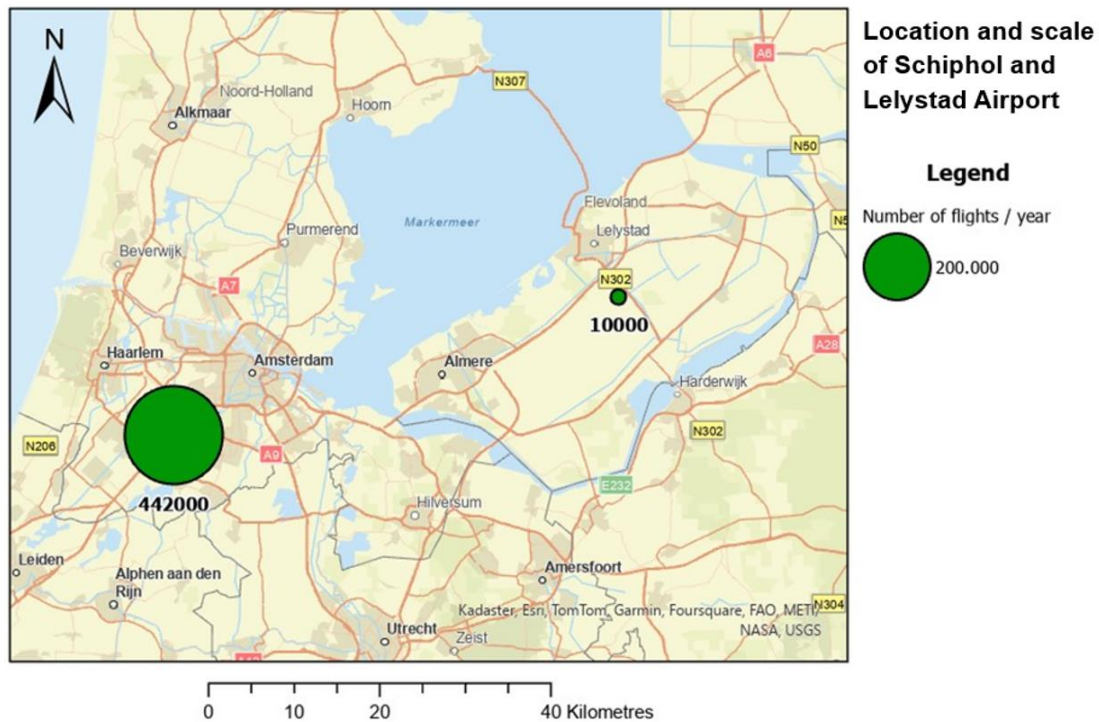 Location and scale
of Schiphol and
Lelystad Airport
Legend
Number of flights / year
200.000
N
A6
N307
Noord-Holland
Hoorn
Alkmaar
N50
Flevoland
N5
Markermeer
Purmerend
Lelystad
Beverwijk
N302
A7
10000
A28
Haarlem
Amsterdam
Almere
Harderwijk
N206
A9
N302
E232
442000
Hilversum
Leiden
Alphen aan den
Rijn
Amersfoort
Kadaster, Esri, TomTom, Garmin, Foursquare, FAO, METI/
NASA, USGS
N304
Utrecht
Zeist
0 10 20 40 Kilometres